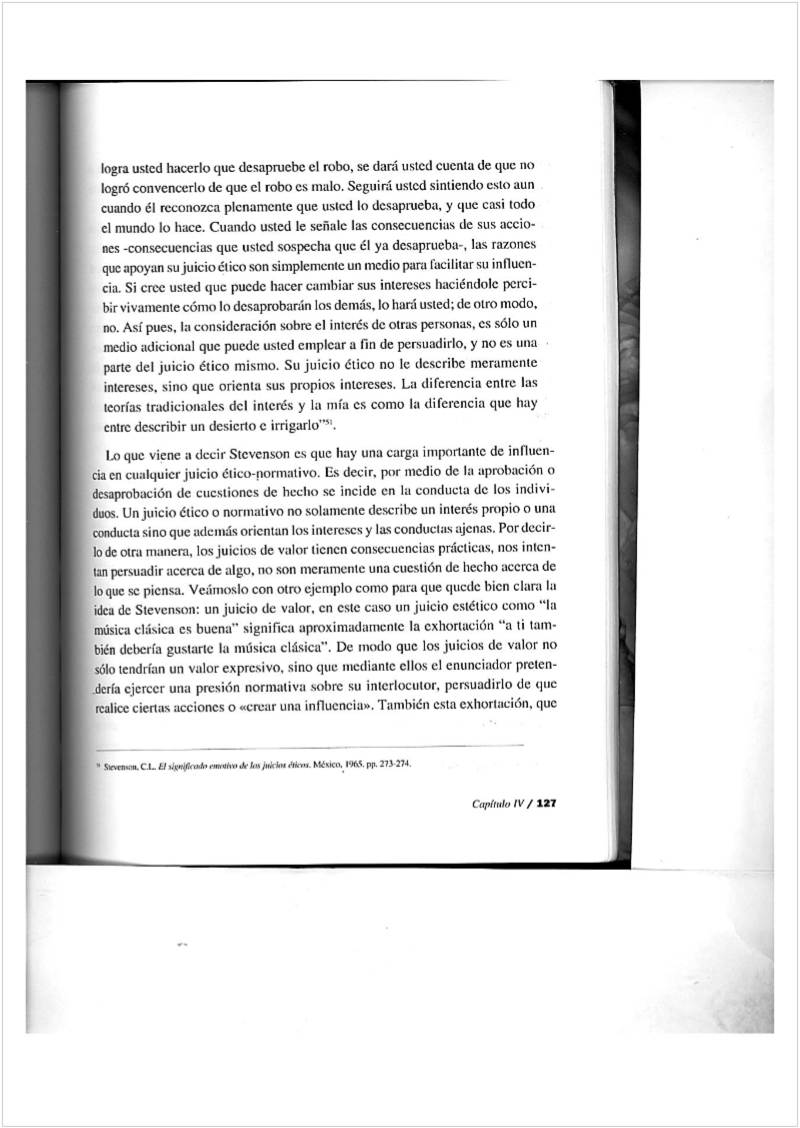 logra usted hacerlo que desapruebe el robo, se dará usted cuenta de que no
logró convencerlo de que el robo es malo. Seguirá usted sintiendo esto aun
cuando él reconozca plenamente que usted lo desaprueba, y que casi todo
el mundo lo hace. Cuando usted le señale las consecuencias de sus accio-
nes -consecuencias que usted sospecha que él ya desaprueba-, las razones
que apoyan su juicio ético son simplemente un medio para facilitar su influen-
cia. Si cree usted que puede hacer cambiar sus intereses haciéndole perci-
bir vivamente cómo lo desaprobarán los demás, lo hará usted; de otro modo,
no. Así pues, la consideración sobre el interés de otras personas, es sólo un
medio adicional que puede usted emplear a fin de persuadirlo, y no es una
parte del juicio ético mismo. Su juicio ético no le describe meramente
intereses, sino que orienta sus propios intereses. La diferencia entre las
teorías tradicionales del interés y la mía es como la diferencia que hay
entre describir un desierto e irrigarlo”⁵¹.
Lo que viene a decir Stevenson es que hay una carga importante de influen-
cia en cualquier juicio ético-normativo. Es decir, por medio de la aprobación o
desaprobación de cuestiones de hecho se incide en la conducta de los indivi-
duos. Un juicio ético o normativo no solamente describe un interés propio o una
conducta sino que además orientan los intereses y las conductas ajenas. Por decir-
lo de otra manera, los juicios de valor tienen consecuencias prácticas, nos inten-
tan persuadir acerca de algo, no son meramente una cuestión de hecho acerca de
lo que se piensa. Veámoslo con otro ejemplo como para que quede bien clara la
idea de Stevenson: un juicio de valor, en este caso un juicio estético como “la
música clásica es buena” significa aproximadamente la exhortación “a ti tam-
bién debería gustarte la música clásica”. De modo que los juicios de valor no
sólo tendrían un valor expresivo, sino que mediante ellos el enunciador preten-
dería ejercer una presión normativa sobre su interlocutor, persuadirlo de que
realice ciertas acciones o «crear una influencia». También esta exhortación, que
⁵¹ Stevenson, C.L. El significado emotivo de los juicios éticos. México, 1965. pp. 273-274.
Capítulo IV / 127